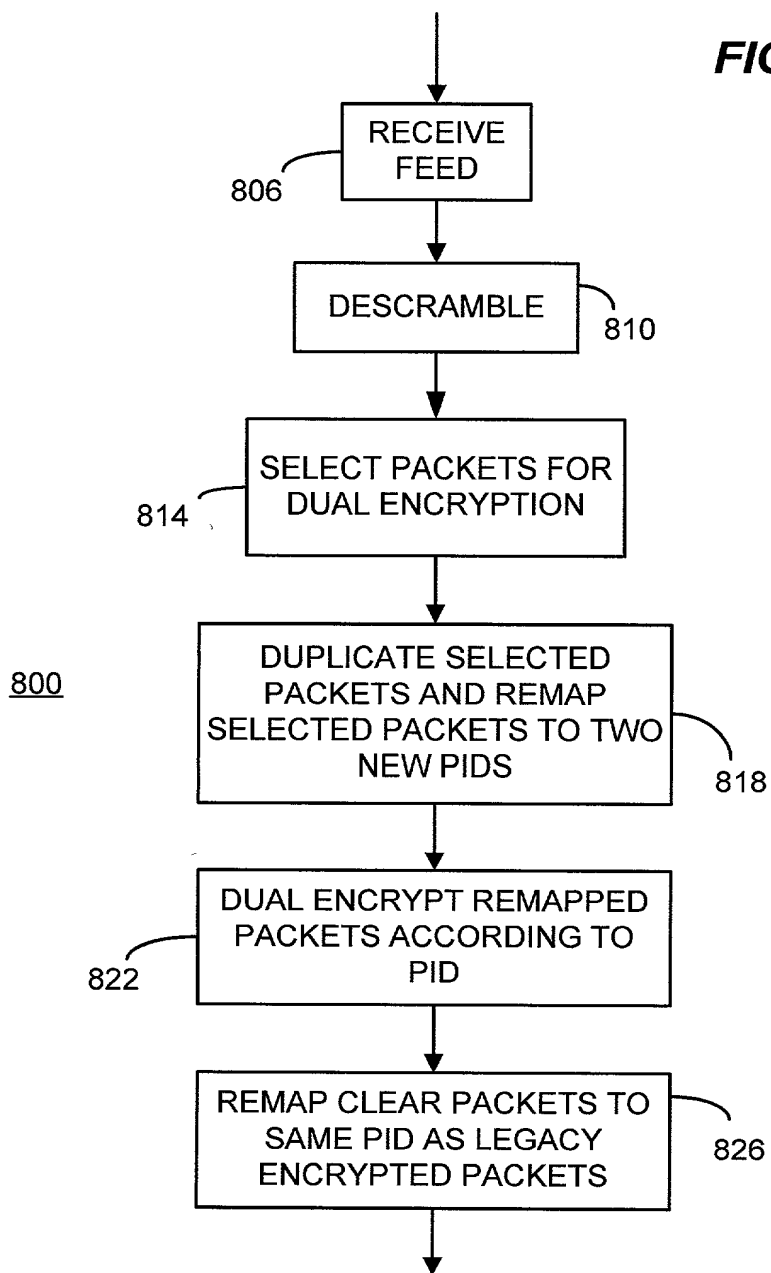 FIG
RECEIVE
FEED
806
DESCRAMBLE
810
SELECT PACKETS FOR
DUAL ENCRYPTION
814
DUPLICATE SELECTED
PACKETS AND REMAP
SELECTED PACKETS TO TWO
NEW PIDS
800
818
DUAL ENCRYPT REMAPPED
PACKETS ACCORDING TO
PID
822
REMAP CLEAR PACKETS TO
SAME PID AS LEGACY
ENCRYPTED PACKETS
826